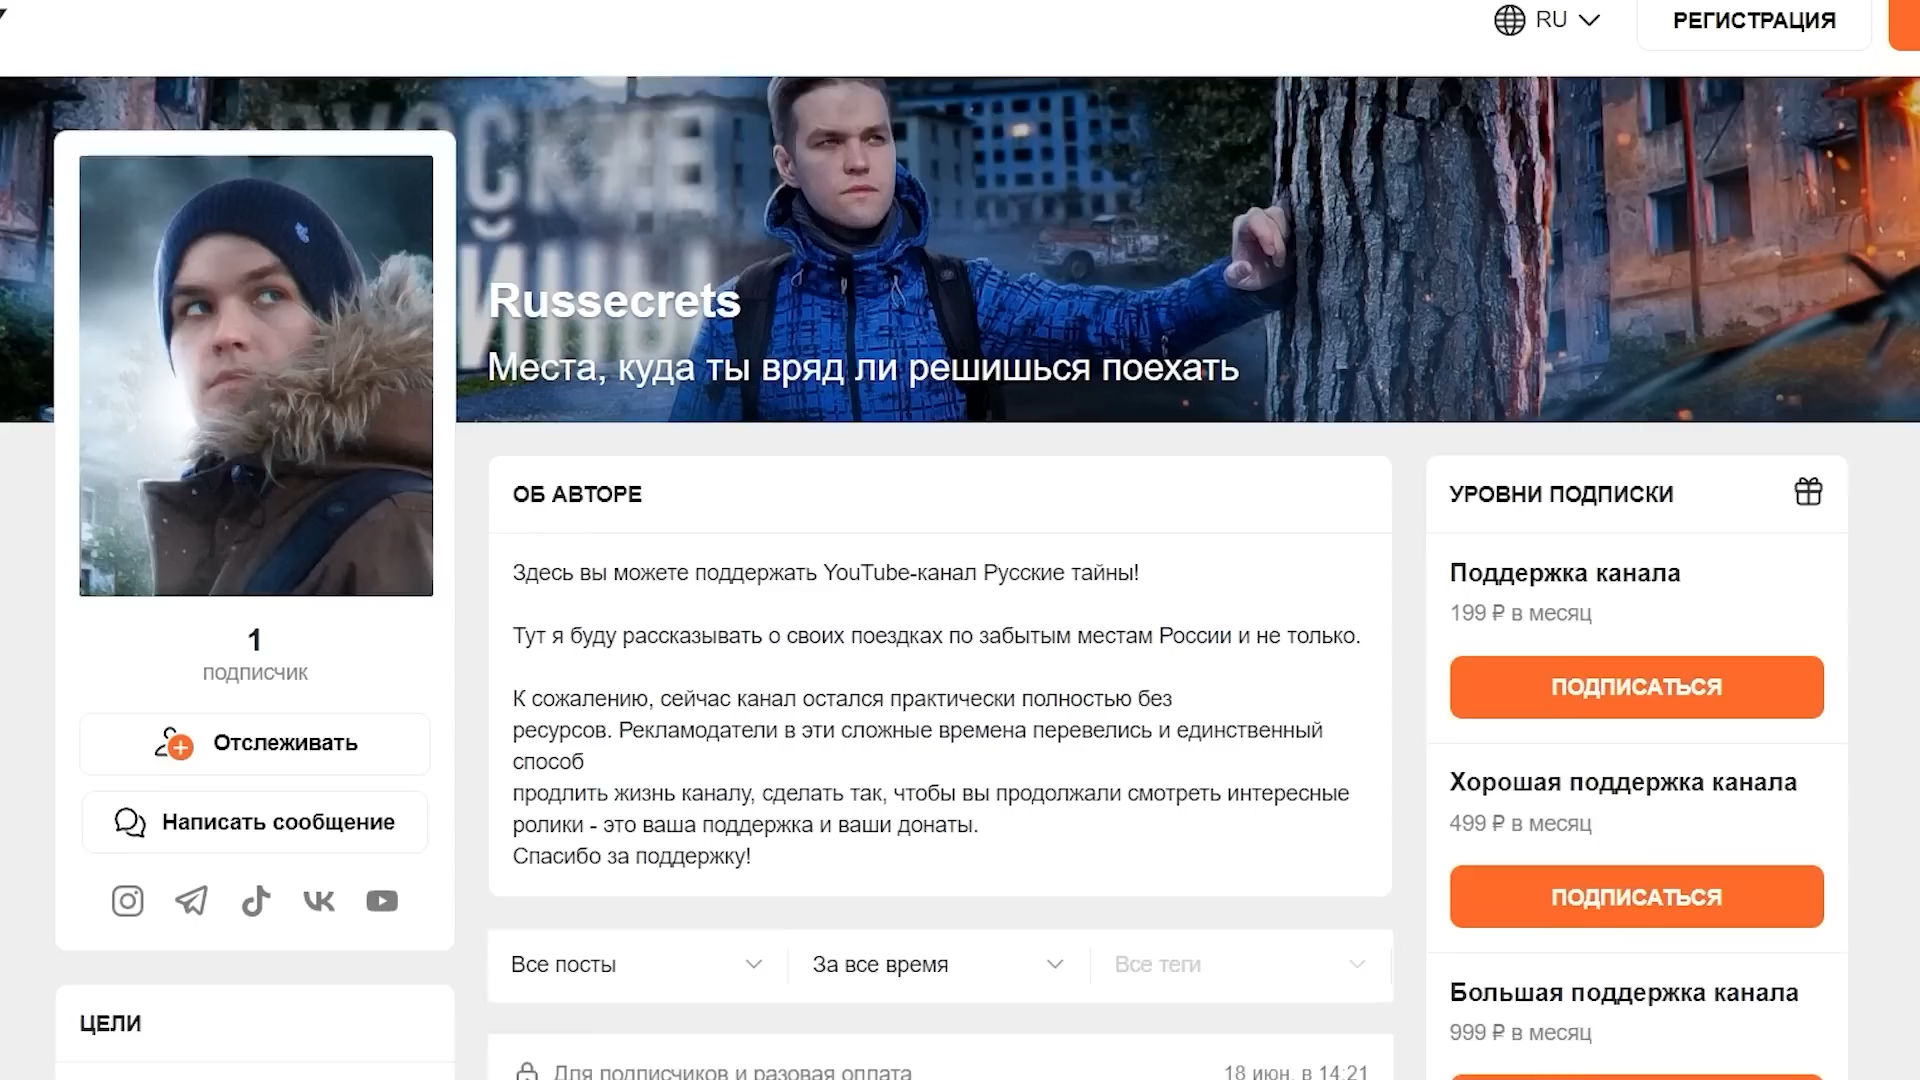 RU
РЕГИСТРАЦИЯ
Russecrets
Места, куда ты вряд ли решишься поехать
1
подписчик
Отслеживать
Написать сообщение
ЦЕЛИ
ОБ АВТОРЕ
Здесь вы можете поддержать YouTube-канал Русские тайны!
Тут я буду рассказывать о своих поездках по забытым местам России и не только.
К сожалению, сейчас канал остался практически полностью без
ресурсов. Рекламодатели в эти сложные времена перевелись и единственный
способ
продлить жизнь каналу, сделать так, чтобы вы продолжали смотреть интересные
ролики - это ваша поддержка и ваши донаты.
Спасибо за поддержку!
Все посты
За все время
Все теги
Для подписчиков и разовая оплата
18 июн. в 14:21
УРОВНИ ПОДПИСКИ
Поддержка канала
199 ₽ в месяц
ПОДПИСАТЬСЯ
Хорошая поддержка канала
499 ₽ в месяц
ПОДПИСАТЬСЯ
Большая поддержка канала
999 ₽ в месяц